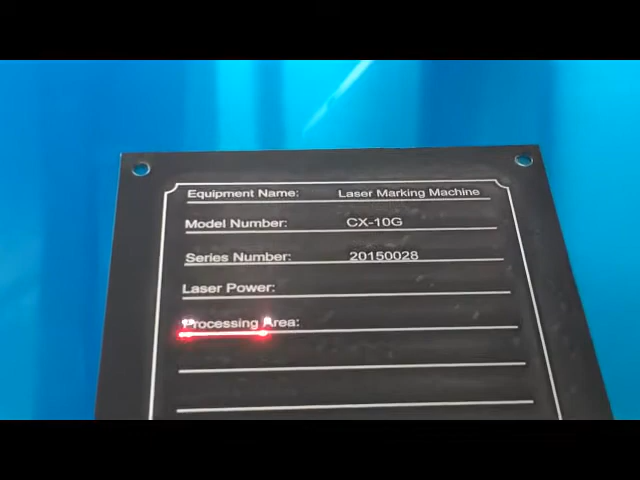 Equipment Name: Laser Marking Machine
Model Number: CX-10G
Series Number: 20150028
Laser Power:
Processing Area: